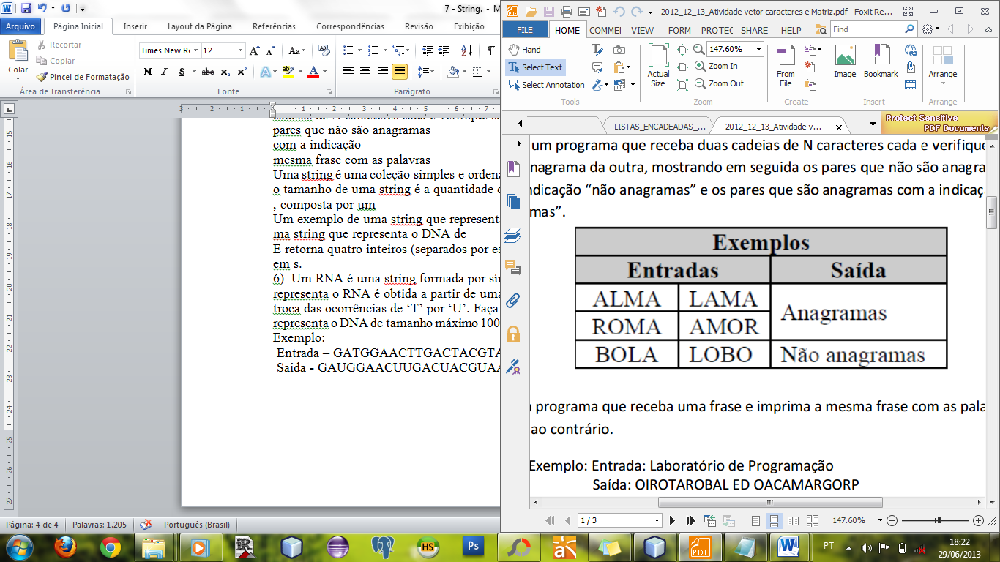 7 - String. - M
Arquivo
Página Inicial
Inserir
Layout da Página
Referências
Correspondências
Revisão
Exibição
Colar
Recortar
Copiar
Pincel de Formatação
Área de Transferência
Times New Ro
12
Fonte
Parágrafo
pares que não são anagramas
com a indicação
mesma frase com as palavras
Uma string é uma coleção simples e ordena
o tamanho de uma string é a quantidade
, composto por um
Um exemplo de uma string que represent
ma string que representa o DNA de
E retorna quatro inteiros (separados por es
em s.
6) Um RNA é uma string formada por sí
representa o RNA é obtida a partir de uma
troca das ocorrências de ‘T’ por ‘U’. Faça
representa o DNA de tamanho máximo 100
Exemplo:
Entrada – GATGGAACTTGACTACGTA
Saída - GAUGGAACUUGACUACGUAA
Página: 4 de 4
Palavras: 1.205
Português (Brasil)
2012_12_13_Atividade vetor caracteres e Matriz.pdf - Foxit Re...
FILE
HOME
COMMEI
VIEW
FORM
PROTEC
SHARE
HELP
Find
Hand
Select Text
Select Annotation
Tools
Actual Size
147.60%
Zoom In
Zoom Out
Zoom
From File
Create
Image
Bookmark
Insert
Arrange
Arrange
LISTAS_ENCADEADAS_...
2012_12_13_Atividade v...
Protect Sensitive
PDF Documents
um programa que receba duas cadeias de N caracteres cada e verifique
nagrama da outra, mostrando em seguida os pares que não são anagra
ndicação “não anagramas” e os pares que são anagramas com a indicaç
mas”.
Exemplos
Entradas Saída
ALMA LAMA Anagramas
ROMA AMOR
BOLA LOBO Não anagramas
programa que receba uma frase e imprima a mesma frase com as pala
ao contrário.
Exemplo: Entrada: Laboratório de Programação
Saída: OIROTAROBAL ED OACAMARGORP
1 / 3
147.60%
HS
Ps
PDF
PT
18:22
29/06/2013